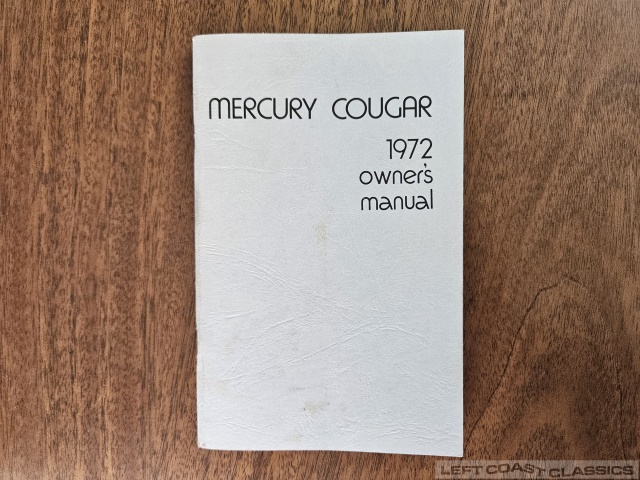 MERCURY COUGAR
1972
owner's
manual
LEFT COAST CLASSICS